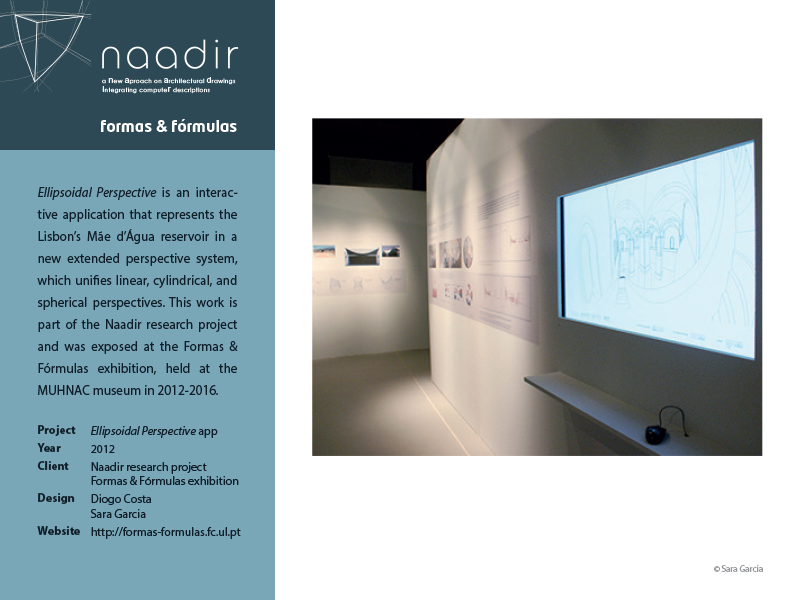 naadir
a New aproach on architectural drawings
Integrating computeR descriptions
formas & fórmulas
Ellipsoidal Perspective is an interac-
tive application that represents the
Lisbon's Mãe d'Água reservoir in a
new extended perspective system,
which unifies linear, cylindrical, and
spherical perspectives. This work is
part of the Naadir research project
and was exposed at the Formas &
Fórmulas exhibition, held at the
MUHNAC museum in 2012-2016.
Project Ellipsoidal Perspective app
Year 2012
Client Naadir research project
Formas & Fórmulas exhibition
Design Diogo Costa
Sara Garcia
Website http://formas-formulas.fc.ul.pt
© Sara Garcia